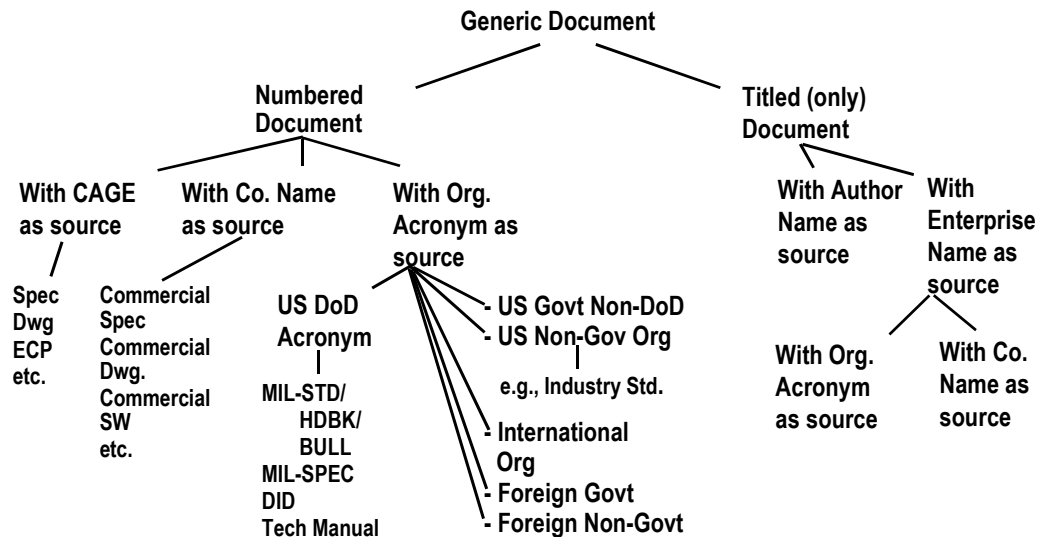 Generic Document
Numbered
Document
Titled (only)
Document
With CAGE
as source
With Co. Name
as source
With Org.
Acronym as
source
With Author
Name as
source
With
Enterprise
Name as
source
Spec
Dwg
ECP
etc.
Commercial
Spec
Commercial
Dwg.
Commercial
SW
etc.
US DoD
Acronym
MIL-STD/
HDBK/
BULL
MIL-SPEC
DID
Tech Manual
- US Govt Non-DoD
- US Non-Gov Org
e.g., Industry Std.
- International
Org
- Foreign Govt
- Foreign Non-Govt
With Org.
Acronym
as source
With Co.
Name as
source